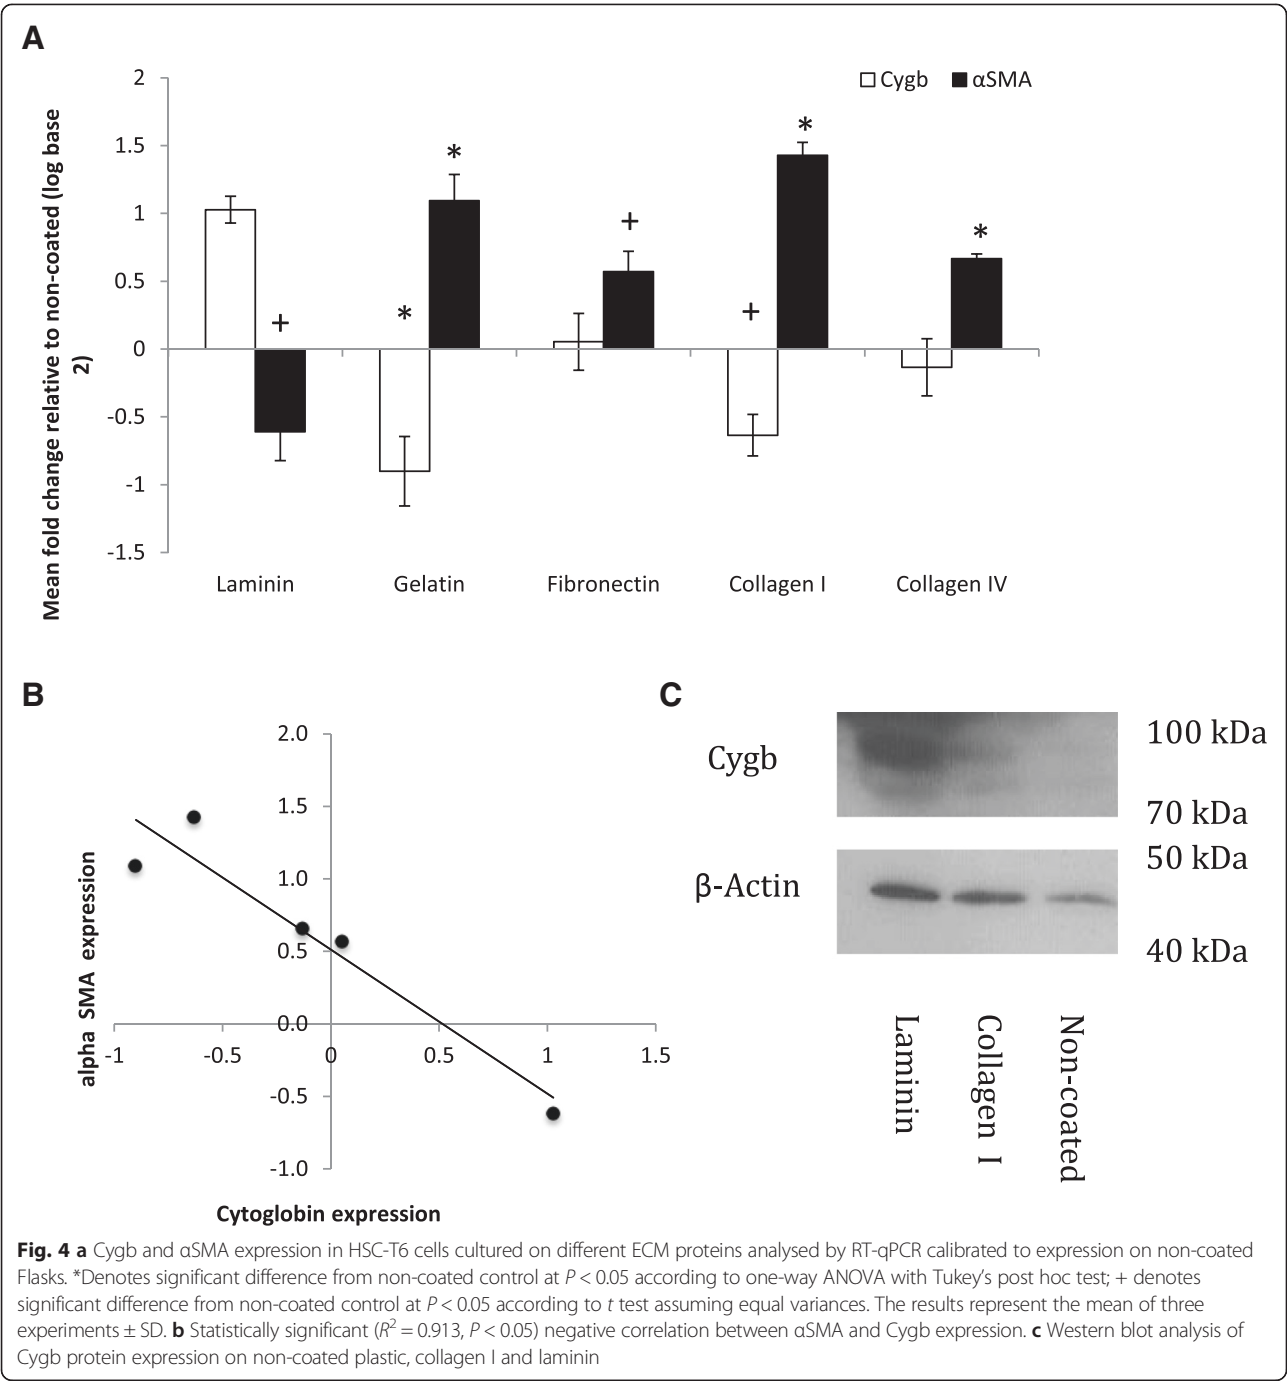 A
Cygb αSMA
Mean fold change relative to non-coated (log base
2)
2
1.5
1
0.5
0
-0.5
-1
-1.5
+
*
*
+
+
*
*
Laminin Gelatin Fibronectin Collagen I Collagen IV
B
alpha SMA expression
2.0
1.5
1.0
0.5
0.0
-0.5
-1.0
-1 -0.5 0 0.5 1 1.5
Cytoglobin expression
C
Cygb
100 kDa
70 kDa
β-Actin
50 kDa
40 kDa
Laminin
Collagen I
Non-coated
Fig. 4 a Cygb and αSMA expression in HSC-T6 cells cultured on different ECM proteins analysed by RT-qPCR calibrated to expression on non-coated
Flasks. *Denotes significant difference from non-coated control at P < 0.05 according to one-way ANOVA with Tukey's post hoc test; + denotes
significant difference from non-coated control at P < 0.05 according to t test assuming equal variances. The results represent the mean of three
experiments ± SD. b Statistically significant (R² = 0.913, P < 0.05) negative correlation between αSMA and Cygb expression. c Western blot analysis of
Cygb protein expression on non-coated plastic, collagen I and laminin